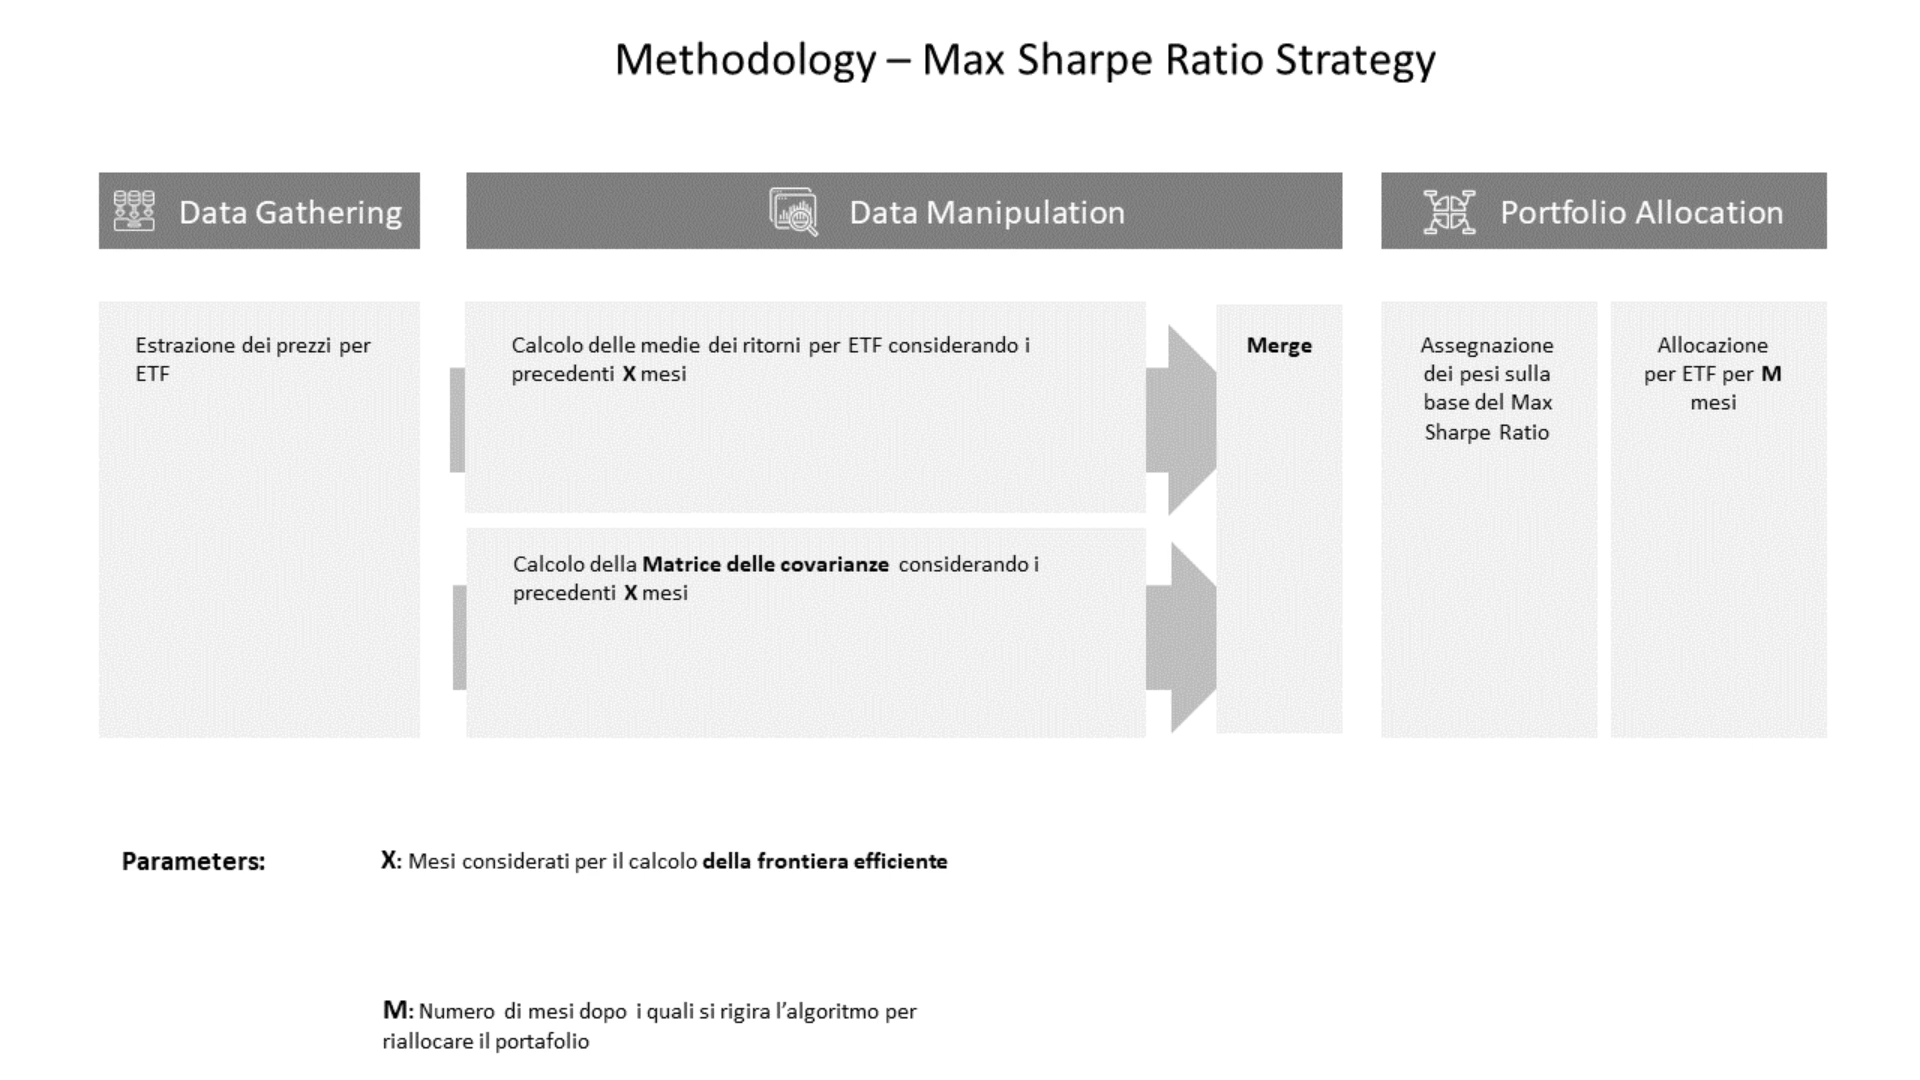 Methodology – Max Sharpe Ratio Strategy
Data Gathering
Data Manipulation
Portfolio Allocation
Estrazione dei prezzi per
ETF
Calcolo delle medie dei ritorni per ETF considerando i
precedenti X mesi
Calcolo della Matrice delle covarianze considerando i
precedenti X mesi
Merge
Assegnazione
dei pesi sulla
base del Max
Sharpe Ratio
Allocazione
per ETF per M
mesi
Parameters:
X: Mesi considerati per il calcolo della frontiera efficiente
M: Numero di mesi dopo i quali si rigira l’algoritmo per
riallocare il portafolio